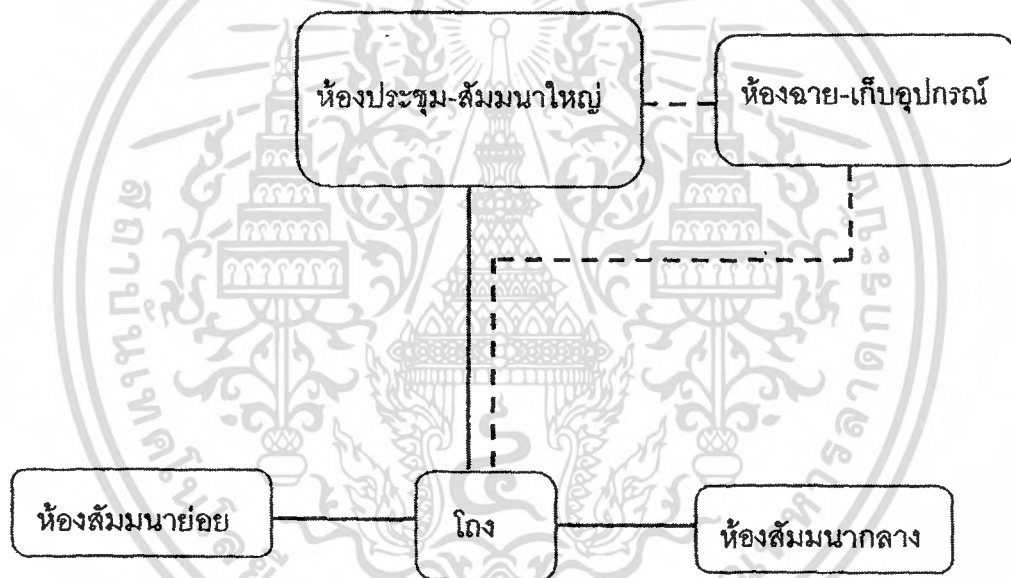 ห้องประชุม-สัมมนาใหญ่
ห้องฉาย-เก็บอุปกรณ์
ห้องสัมมนาย่อย
โถง
ห้องสัมมนากลาง